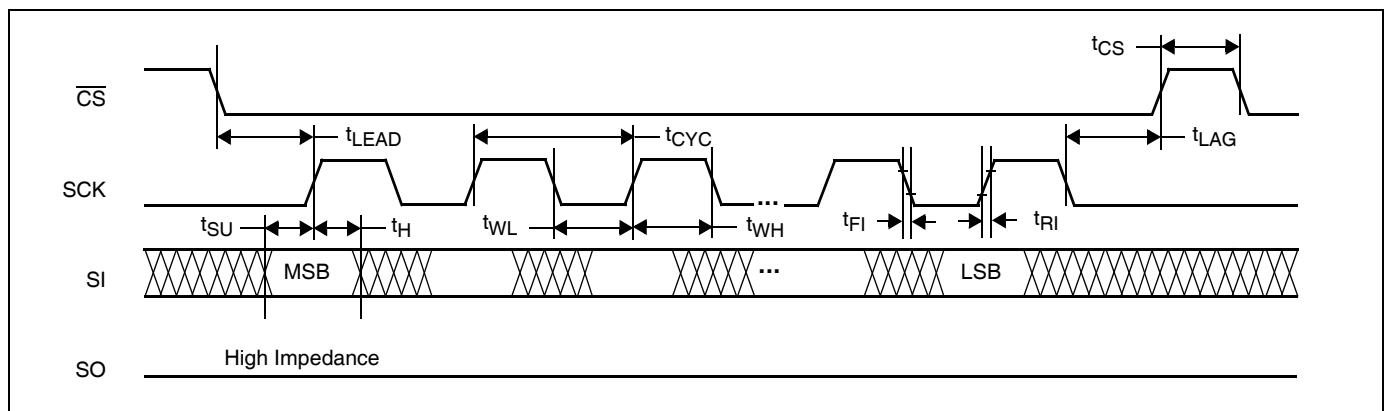 tCS
CS
tLEAD
tCYC
tLAG
SCK
...
tSU
tH
tWL
tWH
tFI
tRI
SI
MSB
...
LSB
High Impedance
SO